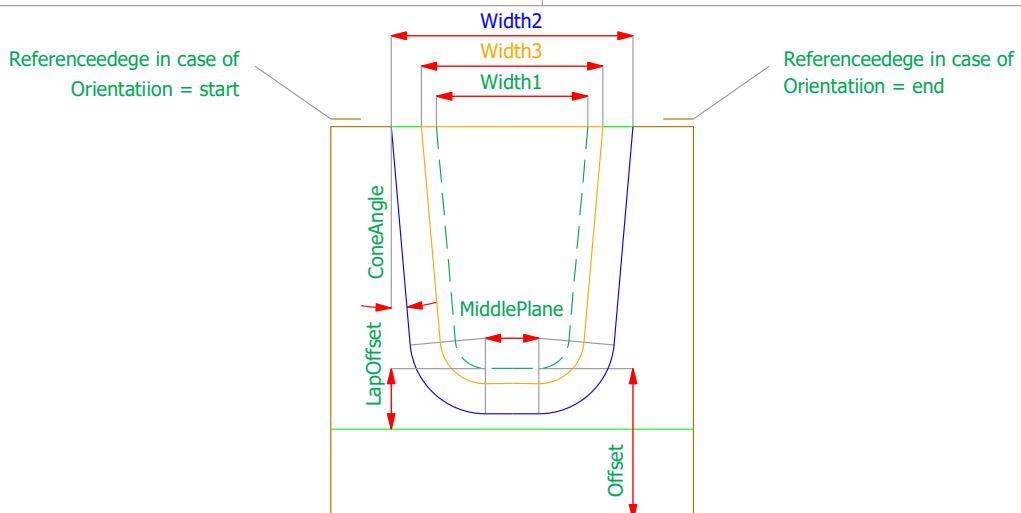 Width2
Referenceedege in case of
Orientatiion = start
Width3
Referenceedege in case of
Orientatiion = end
Width1
ConeAngle
MiddlePlane
LapOffset
Offset